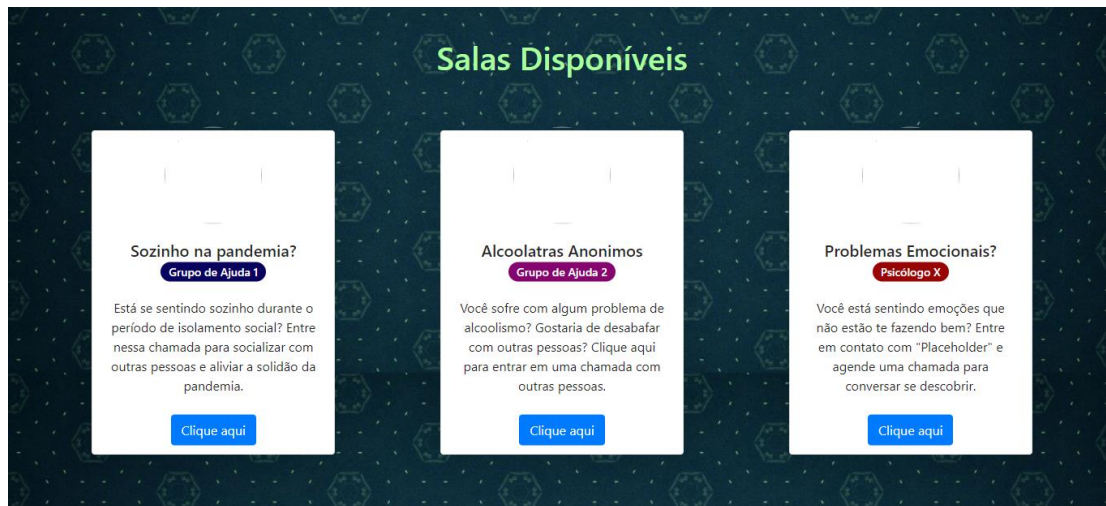 Salas Disponíveis
Sozinho na pandemia?
Grupo de Ajuda 1
Está se sentindo sozinho durante o
período de isolamento social? Entre
nessa chamada para socializar com
outras pessoas e aliviar a solidão da
pandemia.
Clique aqui
Alcoolatras Anonimos
Grupo de Ajuda 2
Você sofre com algum problema de
alcoolismo? Gostaria de desabafar
com outras pessoas? Clique aqui
para entrar em uma chamada com
outras pessoas.
Clique aqui
Problemas Emocionais?
Psicólogo X
Você está sentindo emoções que
não estão te fazendo bem? Entre
em contato com "Placeholder" e
agende uma chamada para
conversar se descobrir.
Clique aqui